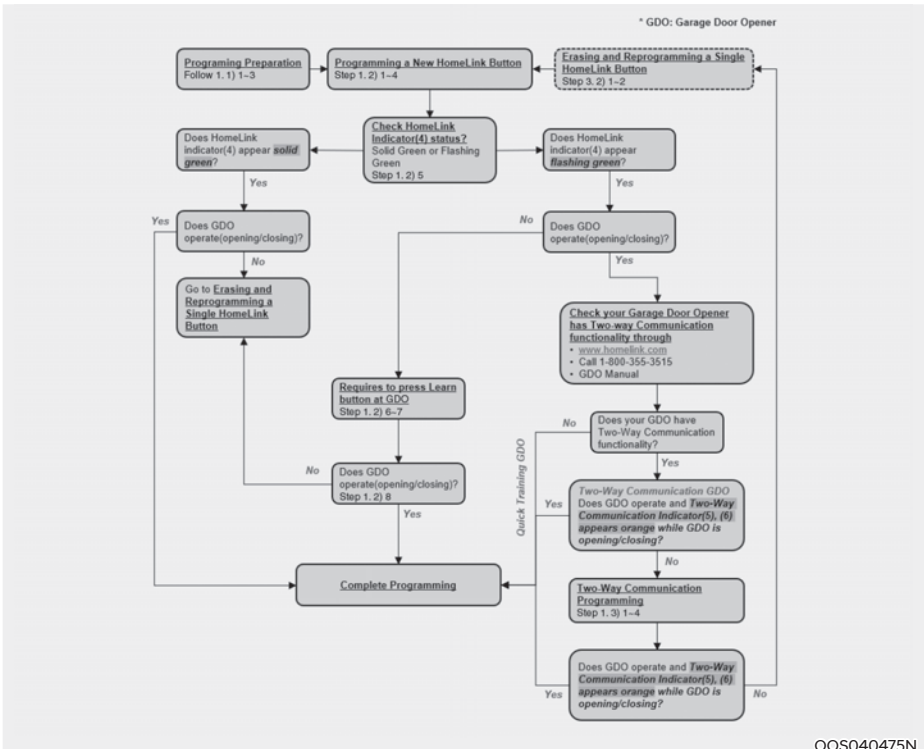 * GDO: Garage Door Opener
Programing Preparation
Follow 1. 1) 1~3
Programming a New HomeLink Button
Step 1. 2) 1~4
Erasing and Reprogramming a Single
HomeLink Button
Step 3. 2) 1~2
Does HomeLink
indicator(4) appear solid
green?
Check HomeLink
Indicator(4) status?
Solid Green or Flashing
Green
Step 1. 2) 5
Does HomeLink
indicator(4) appear
flashing green?
Yes
Yes
Yes
Does GDO
operate(opening/closing)?
No
Does GDO
operate(opening/closing)?
No
Yes
Go to Erasing and
Reprogramming a
Single HomeLink
Button
Check your Garage Door Opener
has Two-way Communication
functionality through
• www.homelink.com
• Call 1-800-355-3515
• GDO Manual
Requires to press Learn
button at GDO
Step 1. 2) 6~7
No
Does your GDO have
Two-Way Communication
functionality?
Quick Training GDO
Yes
No
Does GDO
operate(opening/closing)?
Step 1. 2) 8
Yes
Yes
Two-Way Communication GDO
Does GDO operate and Two-Way
Communication Indicator(5), (6)
appears orange while GDO is
opening/closing?
No
Complete Programming
Two-Way Communication
Programming
Step 1. 3) 1~4
Does GDO operate and Two-Way
Communication Indicator(5), (6)
appears orange while GDO is
opening/closing?
Yes
No
OOS040475N